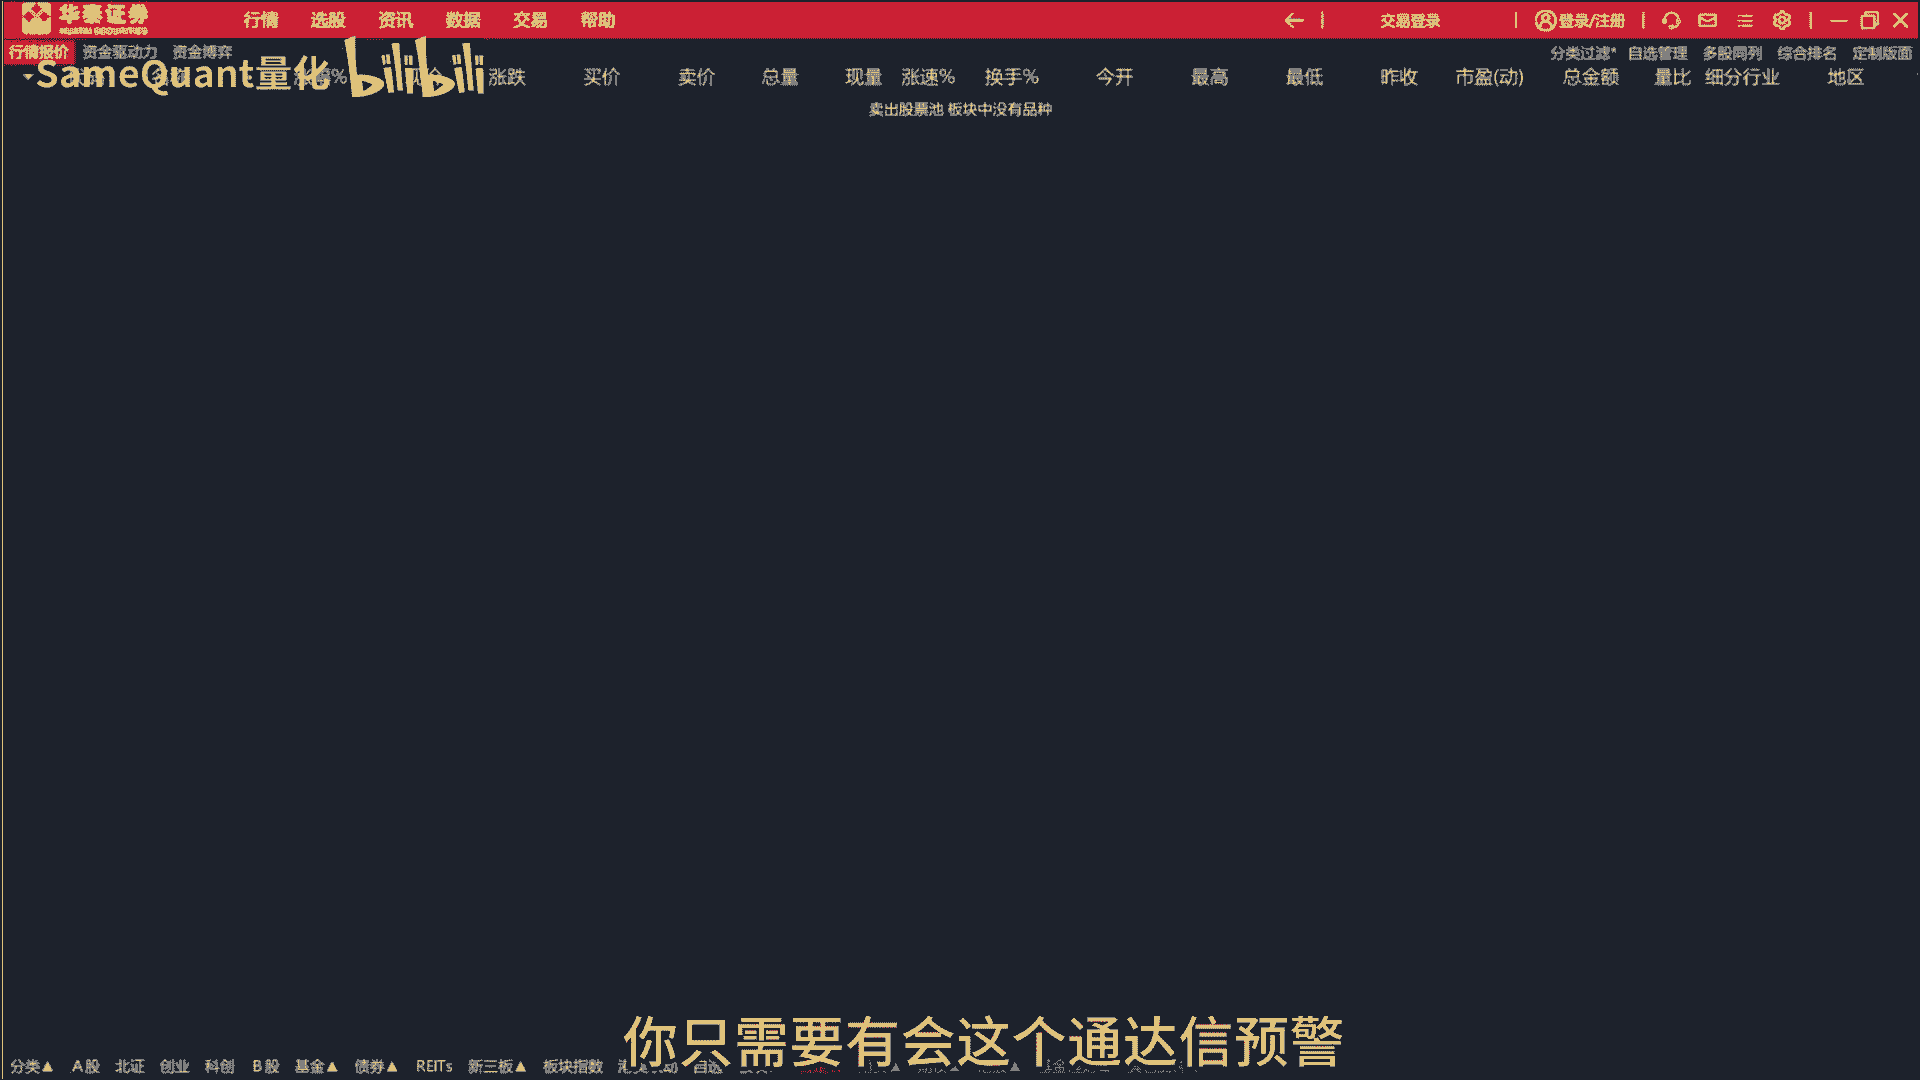 华泰证券 行情 选股 资讯 数据 交易 帮助 交易登录 登录/注册
HUATAI SECURITIES
行情报价 资金驱动力 资金博弈 分类过滤* 自选管理 多股同列 综合排名 定制版面
SameQuant量化 bilibili
涨跌 买价 卖价 总量 现量 涨速% 换手% 今开 最高 最低 昨收 市盈(动) 总金额 量比 细分行业 地区
卖出股票池 板块中没有品种
你只需要有会这个通达信预警
分类▲ A股 北证 创业 科创 B股 基金▲ 债券▲ REITs 新三板▲ 板块指数 自选